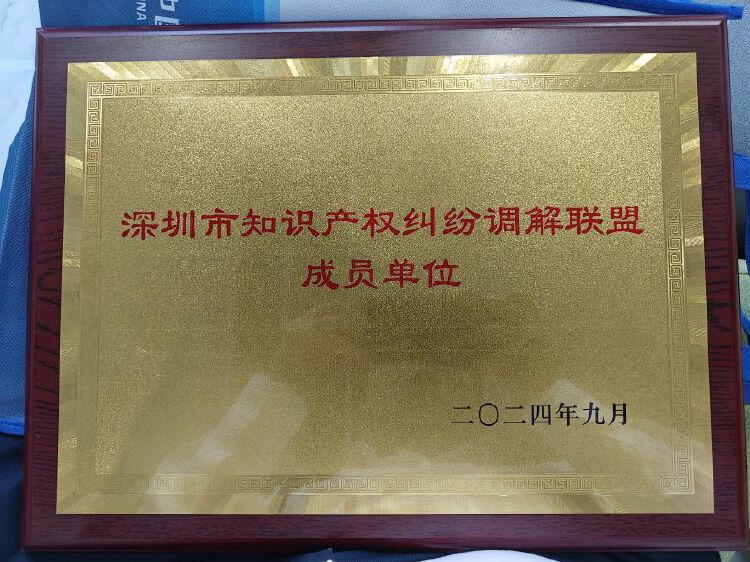 深圳市知识产权纠纷调解联盟
成员单位
二〇二四年九月